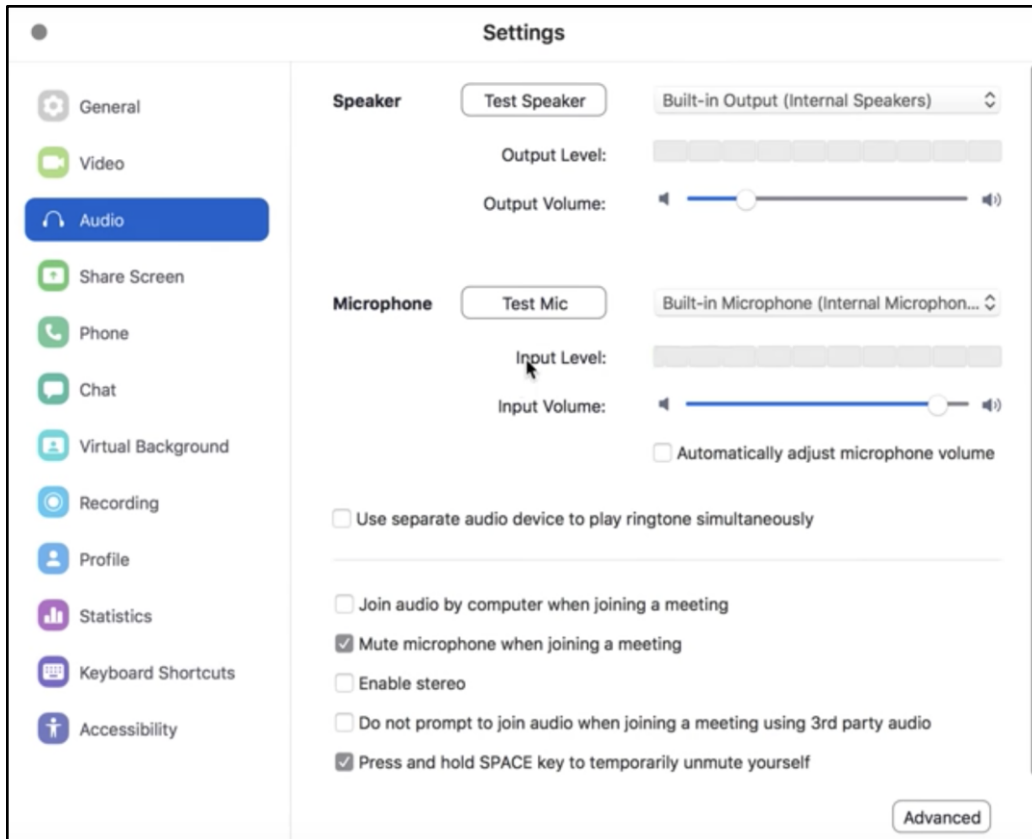 Settings
General
Video
Audio
Share Screen
Phone
Chat
Virtual Background
Recording
Profile
Statistics
Keyboard Shortcuts
Accessibility
Speaker Test Speaker Built-in Output (Internal Speakers)
Output Level:
Output Volume:
Microphone Test Mic Built-in Microphone (Internal Microphon...
Input Level:
Input Volume:
Automatically adjust microphone volume
Use separate audio device to play ringtone simultaneously
Join audio by computer when joining a meeting
Mute microphone when joining a meeting
Enable stereo
Do not prompt to join audio when joining a meeting using 3rd party audio
Press and hold SPACE key to temporarily unmute yourself
Advanced